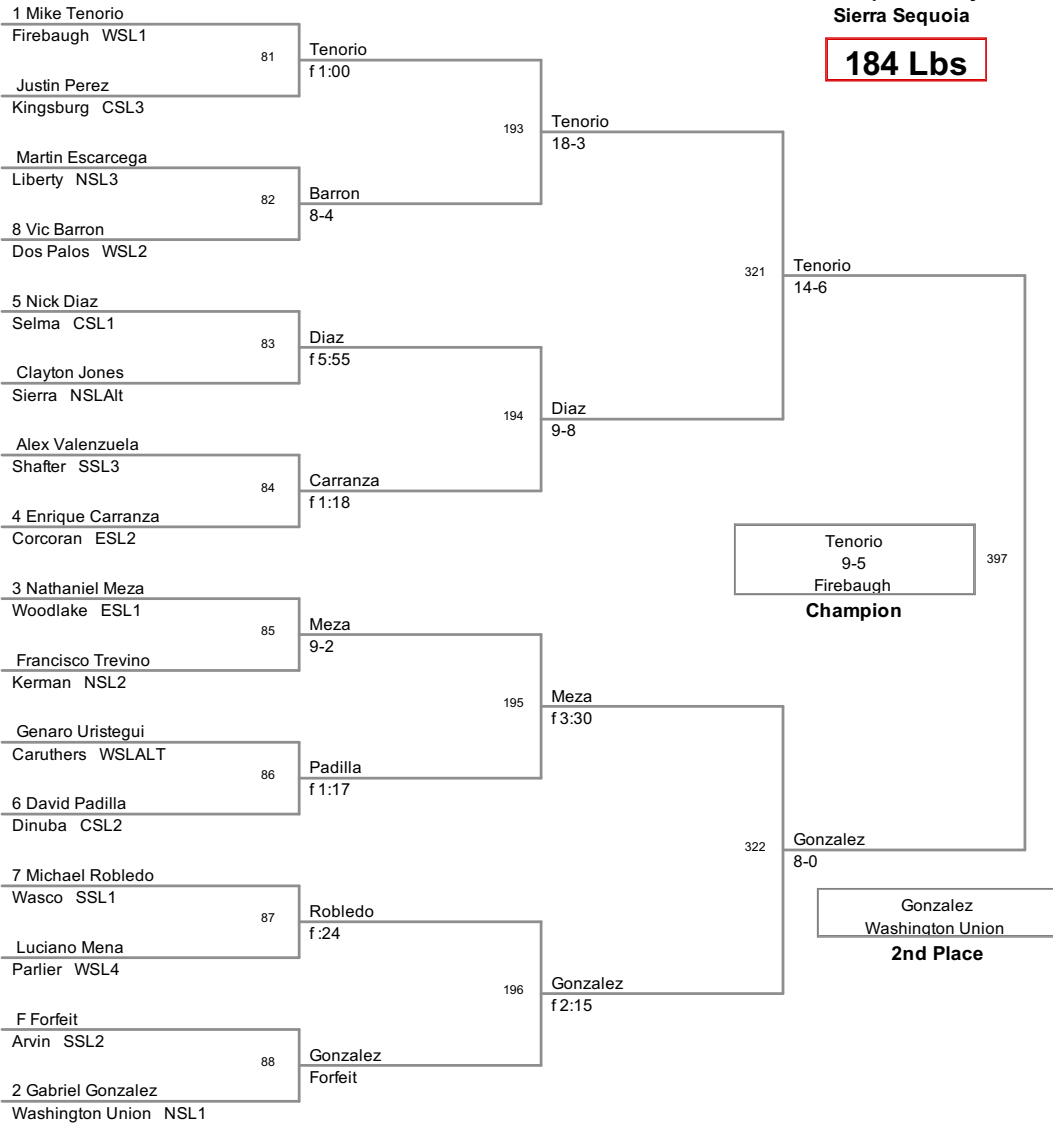 Sierra Sequoia
184 Lbs
1 Mike Tenorio
Firebaugh WSL1
81
Tenorio
f 1:00
Justin Perez
Kingsburg CSL3
193
Tenorio
18-3
Martin Escarcega
Liberty NSL3
82
Barron
8-4
8 Vic Barron
Dos Palos WSL2
321
Tenorio
14-6
5 Nick Diaz
Selma CSL1
83
Diaz
f 5:55
Clayton Jones
Sierra NSLAlt
194
Diaz
9-8
Alex Valenzuela
Shafter SSL3
84
Carranza
f 1:18
4 Enrique Carranza
Corcoran ESL2
Tenorio
9-5
Firebaugh
397
Champion
3 Nathaniel Meza
Woodlake ESL1
85
Meza
9-2
Francisco Trevino
Kerman NSL2
195
Meza
f 3:30
Genaro Uristegui
Caruthers WSLALT
86
Padilla
f 1:17
6 David Padilla
Dinuba CSL2
322
Gonzalez
8-0
7 Michael Robledo
Wasco SSL1
87
Robledo
f :24
Gonzalez
Washington Union
2nd Place
Luciano Mena
Parlier WSL4
196
Gonzalez
f 2:15
F Forfeit
Arvin SSL2
88
Gonzalez
Forfeit
2 Gabriel Gonzalez
Washington Union NSL1